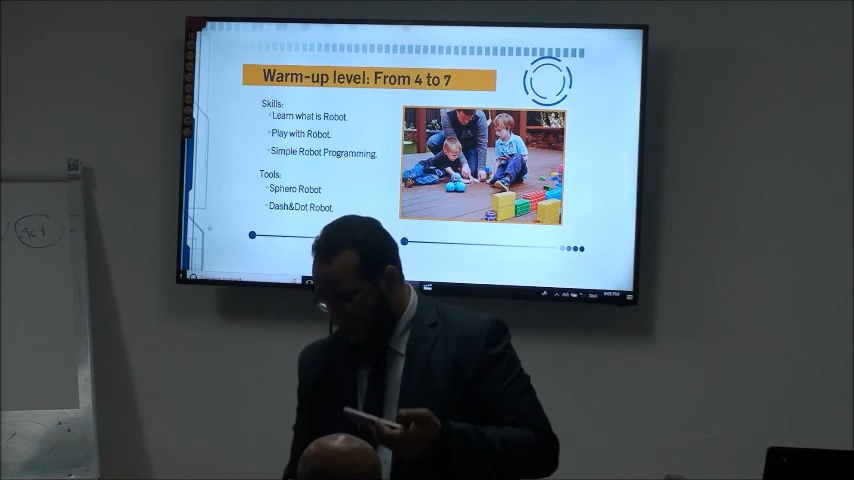 Warm-up level: From 4 to 7
Skills:
Learn what is Robot.
Play with Robot.
Simple Robot Programming.
Tools:
Sphero Robot
Dash&Dot Robot.